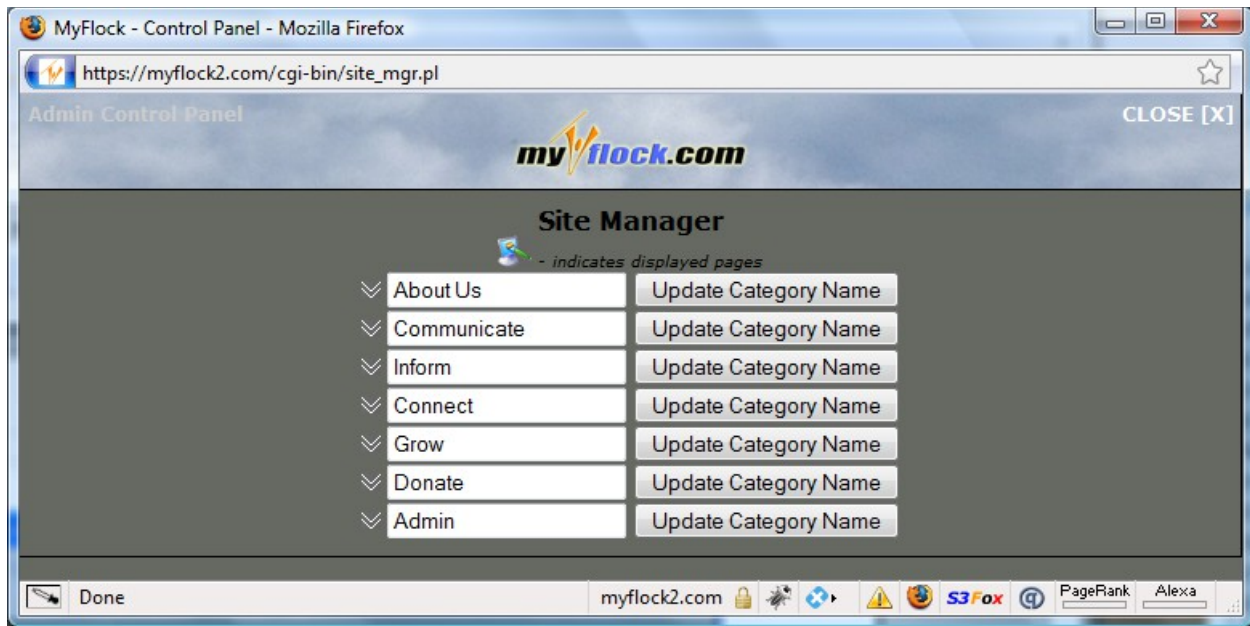 MyFlock - Control Panel - Mozilla Firefox
https://myflock2.com/cgi-bin/site_mgr.pl
Admin Control Panel
CLOSE [X]
myflock.com
Site Manager
- indicates displayed pages
About Us Update Category Name
Communicate Update Category Name
Inform Update Category Name
Connect Update Category Name
Grow Update Category Name
Donate Update Category Name
Admin Update Category Name
Done myflock2.com S3Fox @ PageRank Alexa